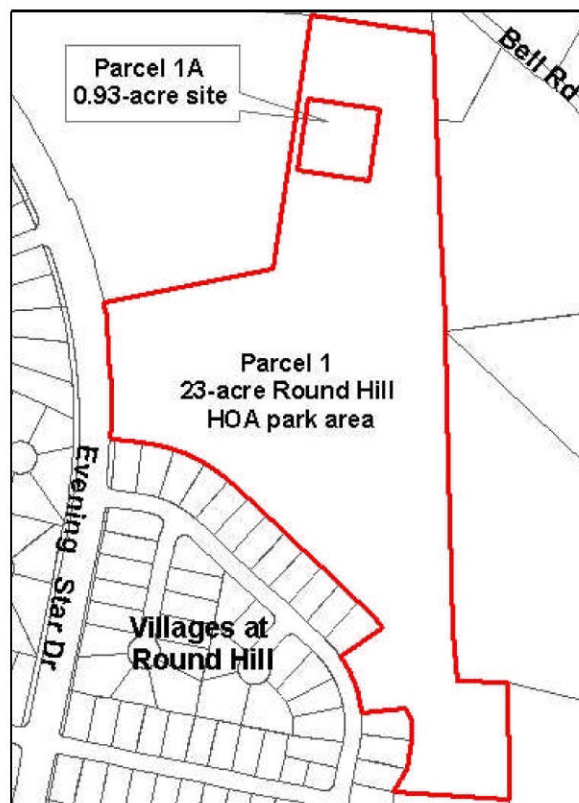 Bell Rd
Parcel 1A
0.93-acre site
Parcel 1
23-acre Round Hill
HOA park area
Evening Star Dr
Villages at
Round Hill